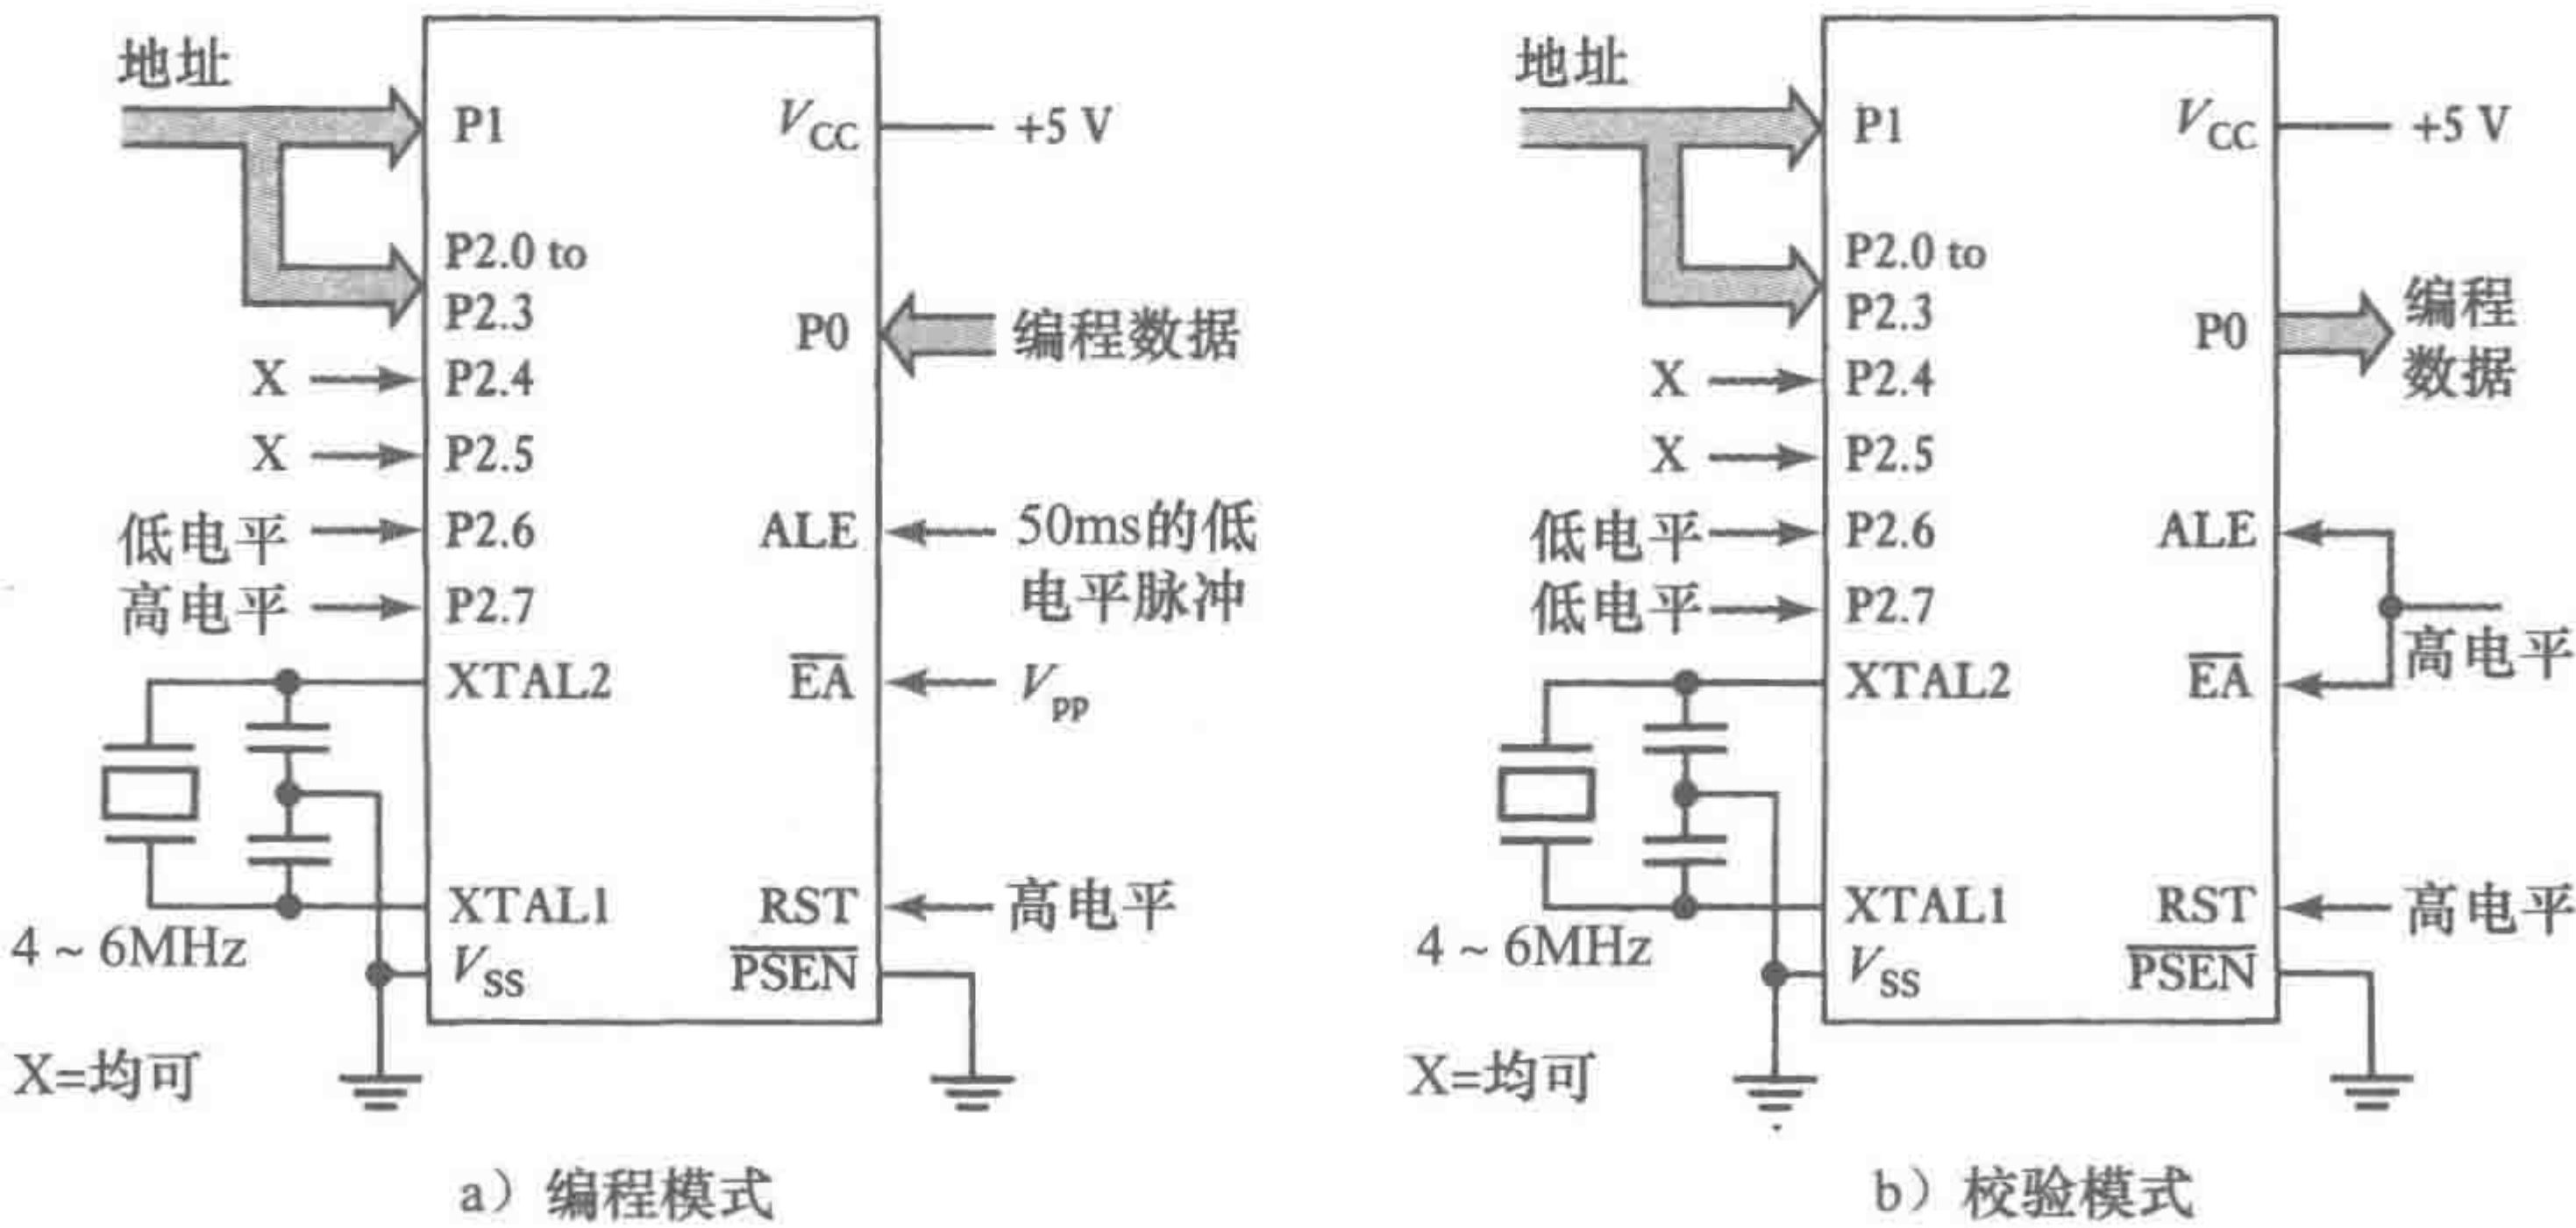 地址
P1
P2.0 to
P2.3
X
P2.4
X
P2.5
低电平
P2.6
高电平
P2.7
XTAL2
XTAL1
4 ~ 6MHz
VSS
X=均可
VCC
+5 V
P0
编程数据
ALE
50ms的低
电平脉冲
EA
Vpp
RST
高电平
PSEN
a）编程模式
地址
P1
P2.0 to
P2.3
X
P2.4
X
P2.5
低电平
P2.6
低电平
P2.7
XTAL2
XTAL1
4 ~ 6MHz
VSS
X=均可
VCC
+5 V
P0
编程
数据
ALE
高电平
EA
RST
高电平
PSEN
b）校验模式